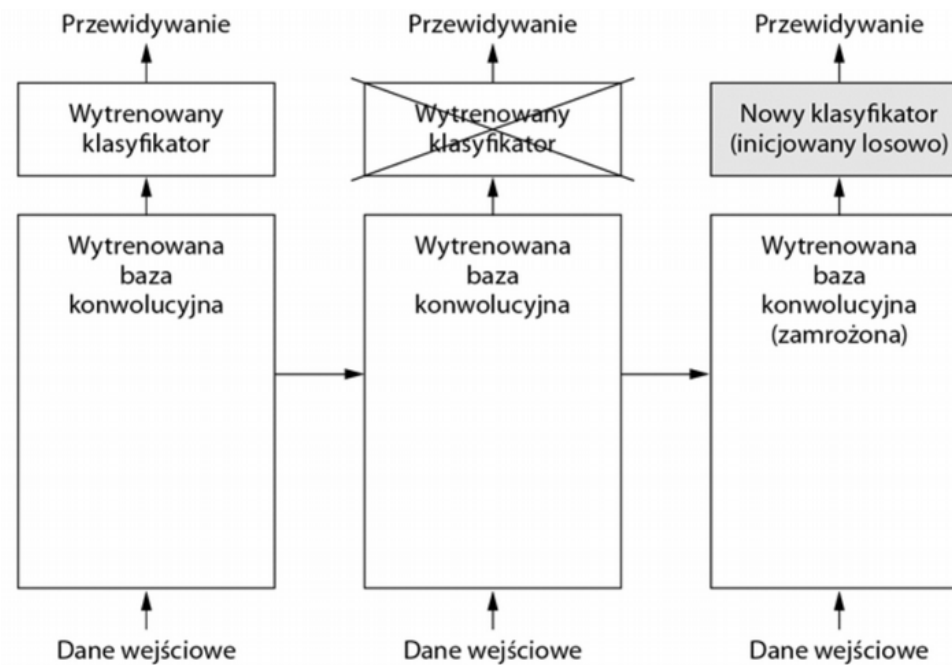 Przewidywanie
Wytrenowany
klasyfikator
Wytrenowana
baza
konwolucyjna
Dane wejściowe
Przewidywanie
Wytrenowany
klasyfikator
Wytrenowana
baza
konwolucyjna
Dane wejściowe
Przewidywanie
Nowy klasyfikator
(inicjowany losowo)
Wytrenowana
baza
konwolucyjna
(zamrożona)
Dane wejściowe